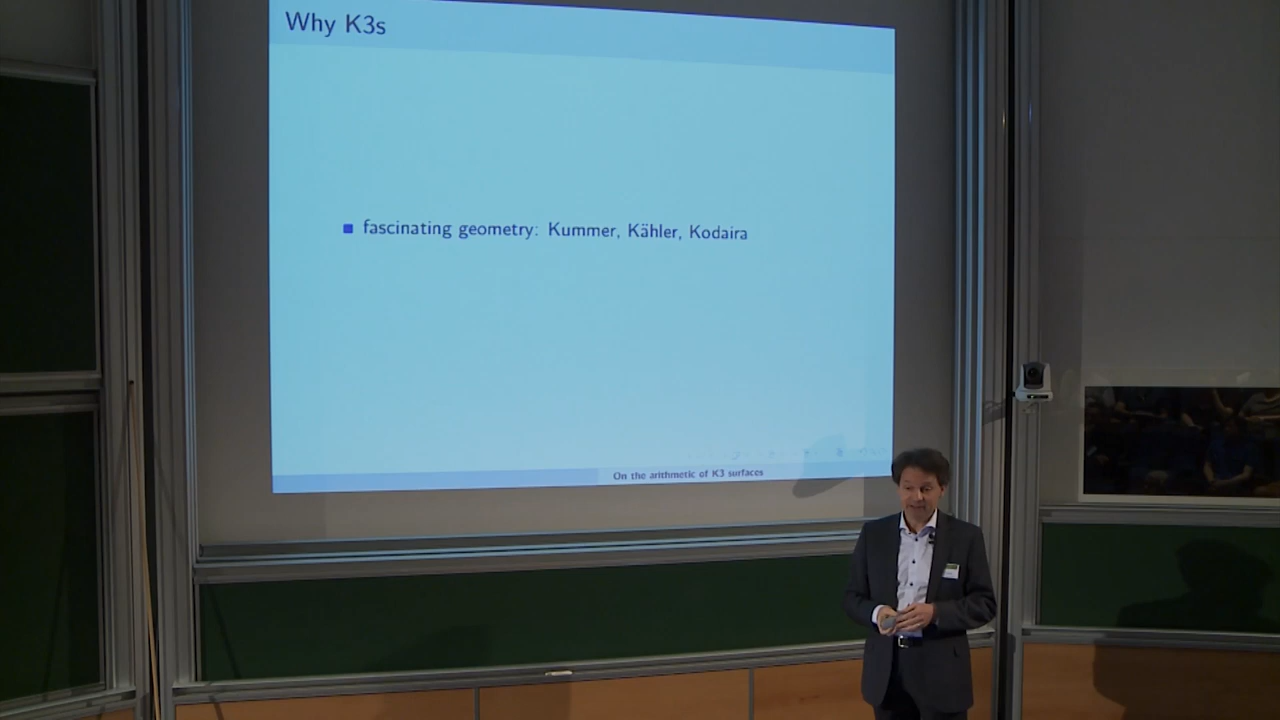 Why K3s
fascinating geometry: Kummer, Kähler, Kodaira
On the arithmetic of K3 surfaces